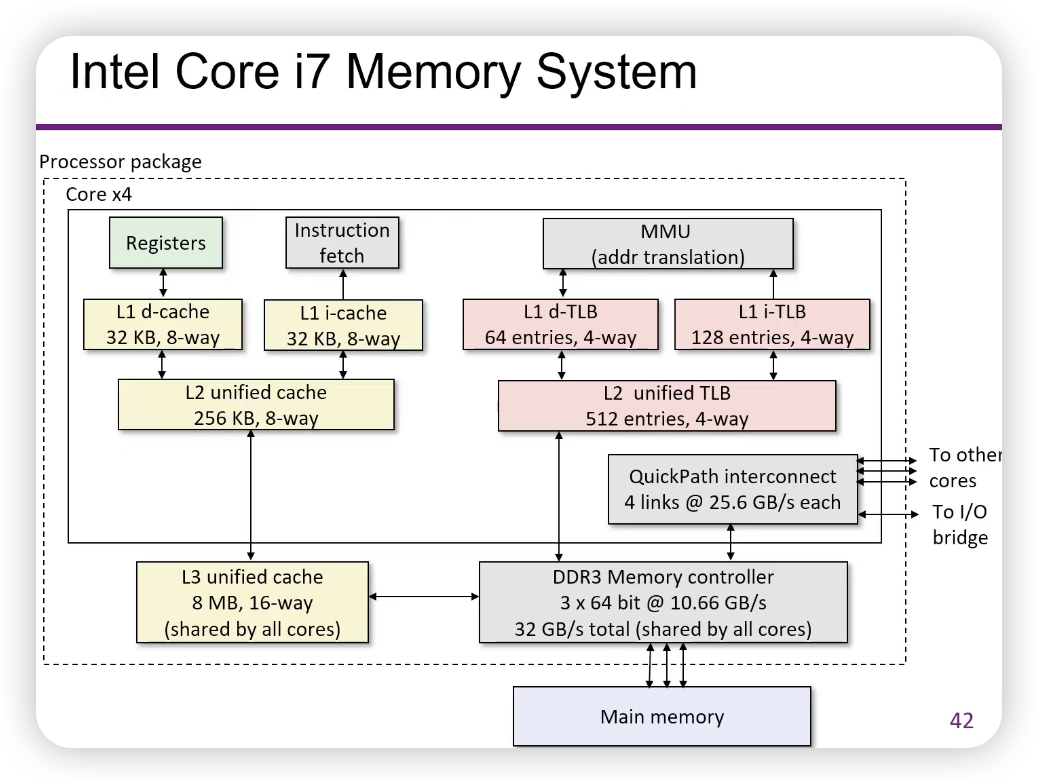 Intel Core i7 Memory System
Processor package
Core x4
Registers
Instruction
fetch
MMU
(addr translation)
L1 d-cache
32 KB, 8-way
L1 i-cache
32 KB, 8-way
L1 d-TLB
64 entries, 4-way
L1 i-TLB
128 entries, 4-way
L2 unified cache
256 KB, 8-way
L2 unified TLB
512 entries, 4-way
QuickPath interconnect
4 links @ 25.6 GB/s each
To other
cores
To I/O
bridge
L3 unified cache
8 MB, 16-way
(shared by all cores)
DDR3 Memory controller
3 x 64 bit @ 10.66 GB/s
32 GB/s total (shared by all cores)
Main memory
42